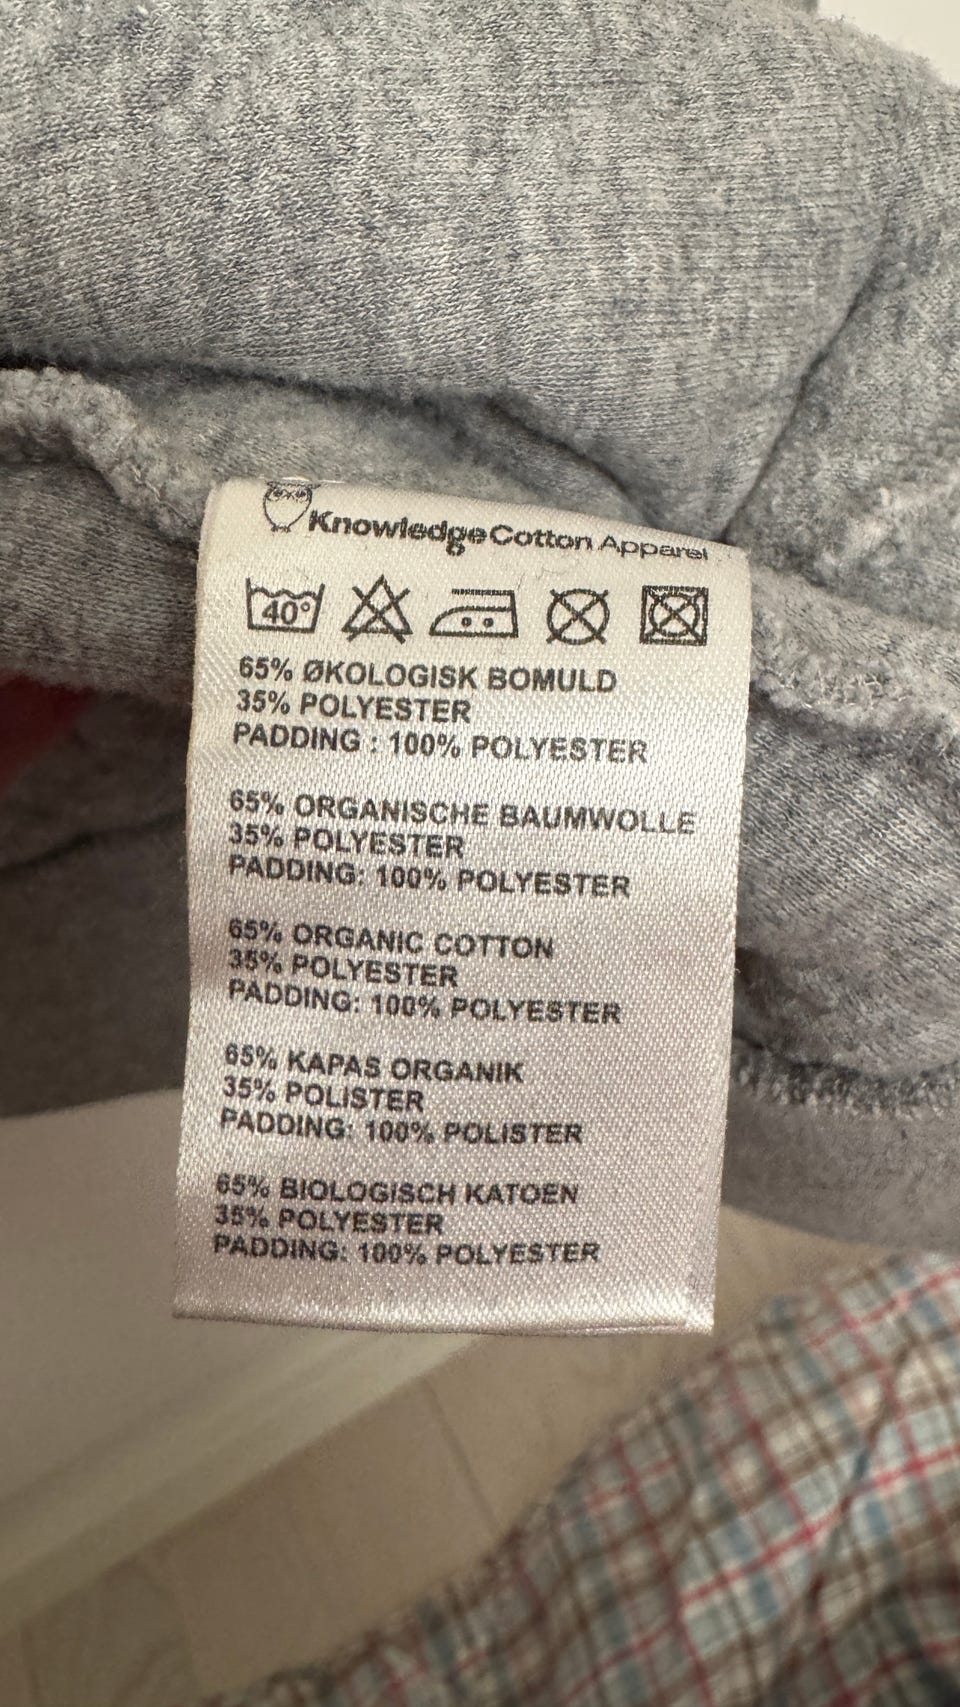 Knowledge Cotton Apparel
40°
65% ØKOLOGISK BOMULD
35% POLYESTER
PADDING : 100% POLYESTER
65% ORGANISCHE BAUMWOLLE
35% POLYESTER
PADDING: 100% POLYESTER
65% ORGANIC COTTON
35% POLYESTER
PADDING: 100% POLYESTER
65% KAPAS ORGANIK
35% POLISTER
PADDING: 100% POLISTER
65% BIOLOGISCH KATOEN
35% POLYESTER
PADDING: 100% POLYESTER